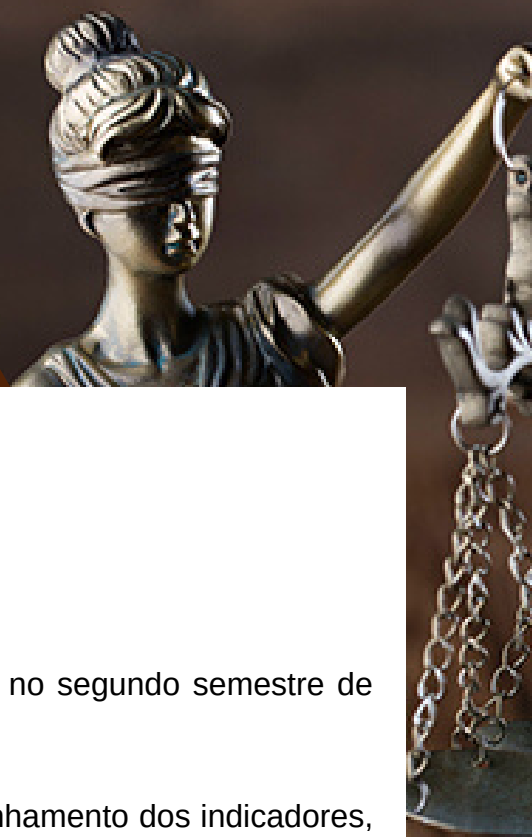 no segundo semestre de
nhamento dos indicadores,